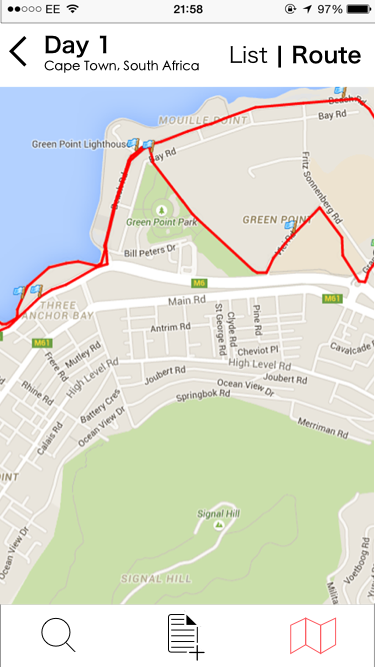 EE 21:58 97%
Day 1
Cape Town, South Africa
List | Route
Beach Rd
Bay Rd
MOUILLE POINT
Green Point Lighthouse
Bay Rd
Fritz Sonnenberg Rd
Beach Rd
Green Point Park
GREEN POINT
Bill Peters Dr
M6
THREE
ANCHOR BAY
Main Rd
M61
Antrim Rd
St George Rd
Clyde Rd
Pine Rd
M61
Mutley Rd
Frere Rd
Cheviot Pl
Cavalcade
High Level Rd
High Level Rd
Joubert Rd
Joubert Rd
Rhine Rd
Ocean View Dr
Battery Cres
Springbok Rd
Calais Rd
Ocean View Dr
Merriman Rd
OINT
Signal Hill
Ocean View Dr
Voetboog Rd
SIGNAL HILL
Milita